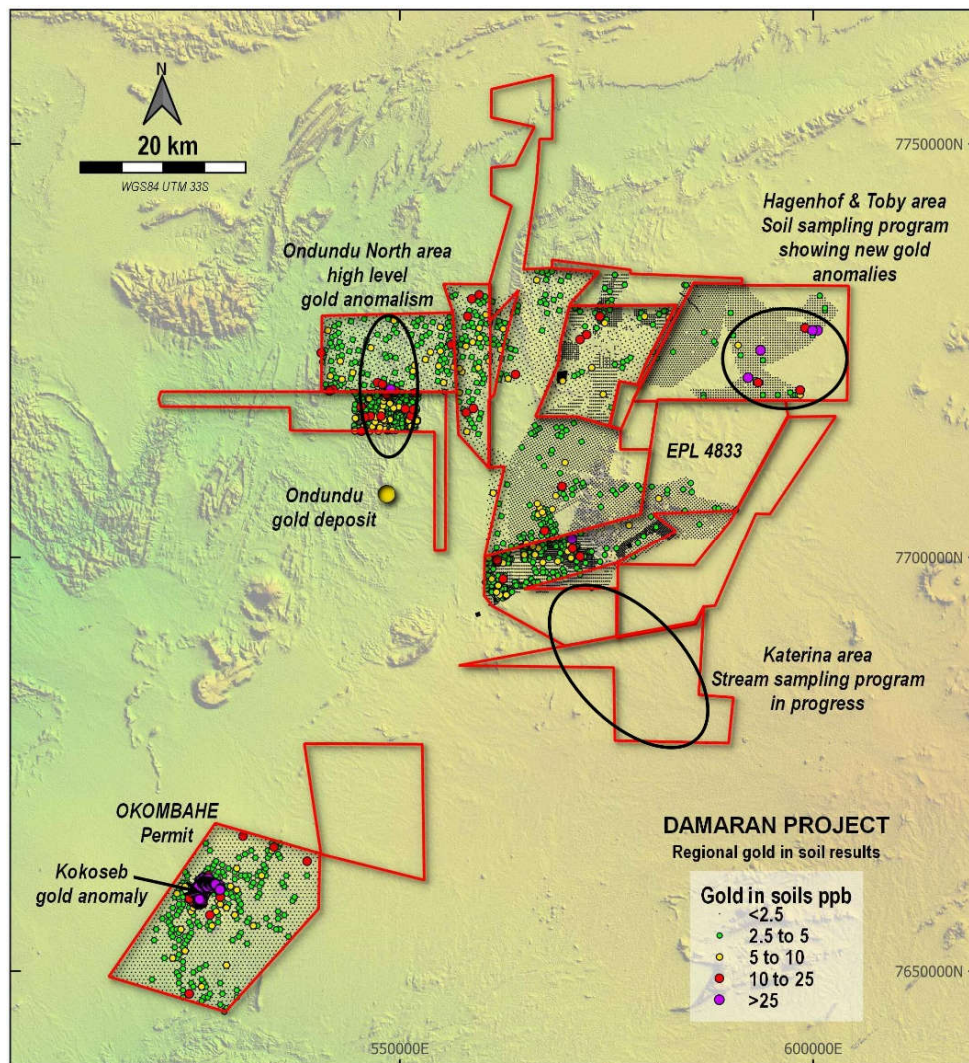 N
20 km
WGS84 UTM 33S
7750000N
Hagenhof & Toby area
Soil sampling program
showing new gold
anomalies
Ondundu North area
high level
gold anomalism
EPL 4833
Ondundu
gold deposit
7700000N
Katerina area
Stream sampling program
in progress
OKOMBAHE
Permit
Kokoseb
gold anomaly
DAMARAN PROJECT
Regional gold in soil results
Gold in soils ppb
<2.5
2.5 to 5
5 to 10
10 to 25
>25
7650000N
550000E
600000E